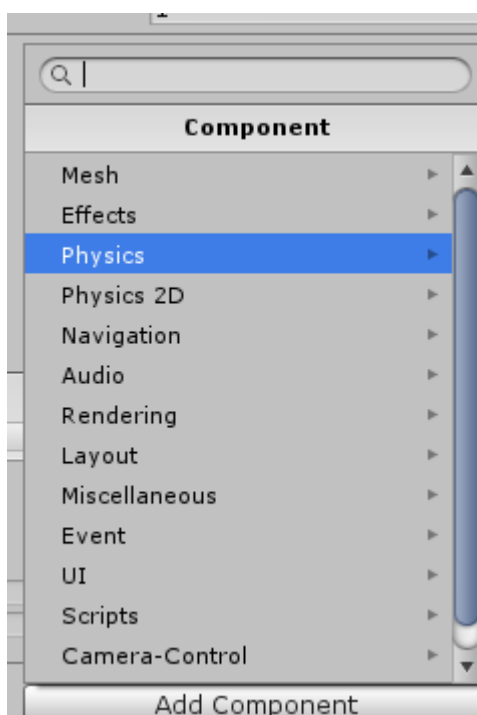 Component
Mesh
Effects
Physics
Physics 2D
Navigation
Audio
Rendering
Layout
Miscellaneous
Event
UI
Scripts
Camera-Control
Add Component